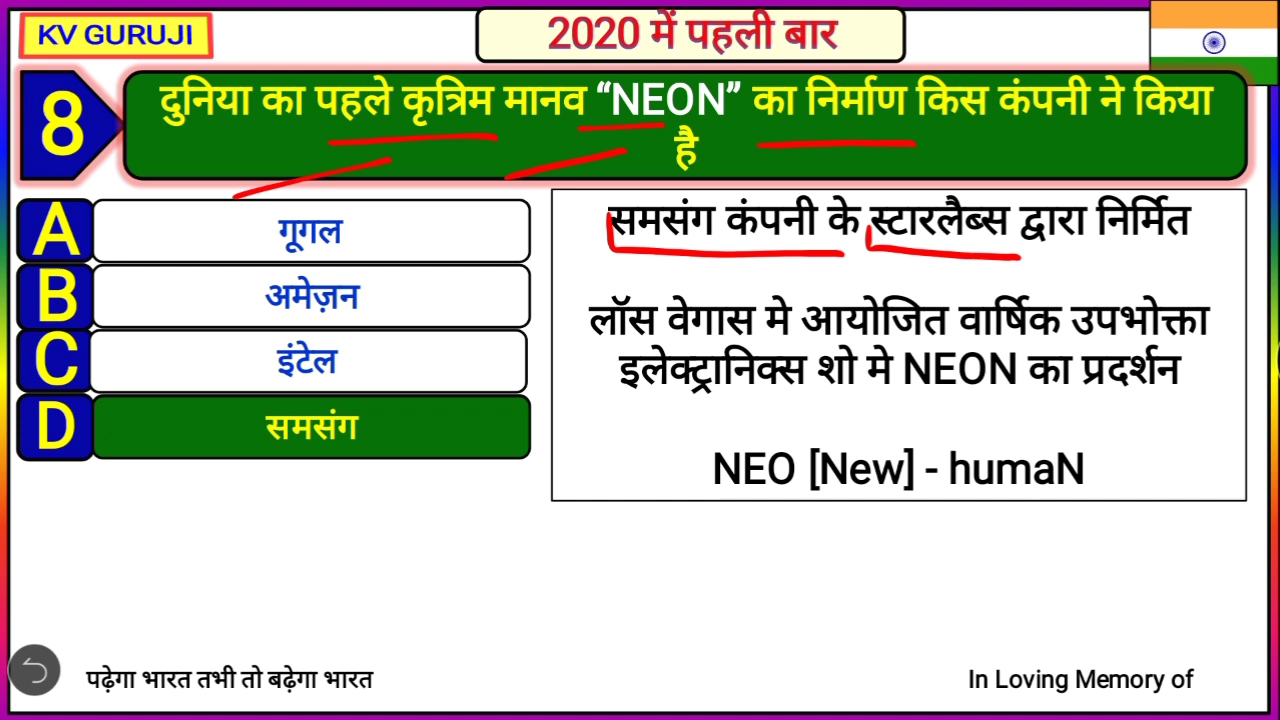 KV GURUJI
2020 में पहली बार
8
दुनिया का पहले कृत्रिम मानव “NEON” का निर्माण किस कंपनी ने किया
है
A
गूगल
B
अमेज़न
C
इंटेल
D
समसंग
समसंग कंपनी के स्टारलैब्स द्वारा निर्मित
लॉस वेगास मे आयोजित वार्षिक उपभोक्ता
इलेक्ट्रानिक्स शो मे NEON का प्रदर्शन
NEO [New] - humaN
पढ़ेगा भारत तभी तो बढ़ेगा भारत
In Loving Memory of